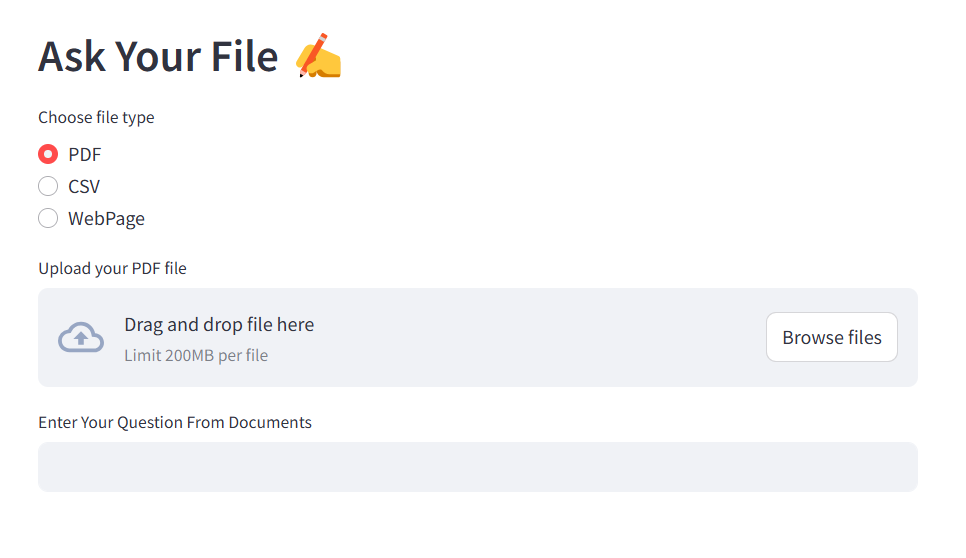 Ask Your File ✍️
Choose file type
PDF
CSV
WebPage
Upload your PDF file
Drag and drop file here
Limit 200MB per file
Browse files
Enter Your Question From Documents